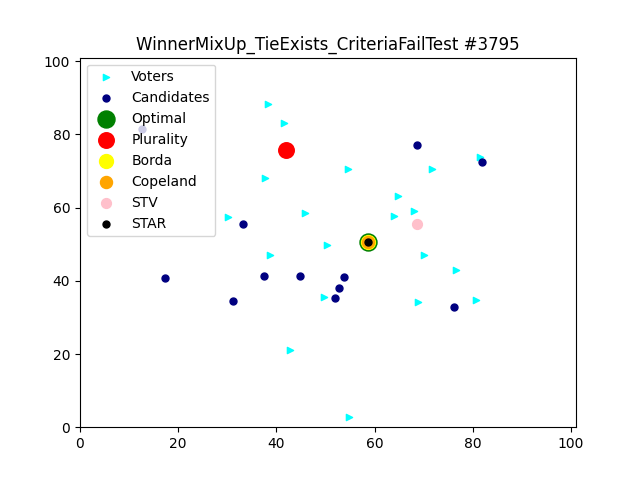 WinnerMixUp_TieExists_CriteriaFailTest #3795
100
80
60
40
20
0
Voters
Candidates
Optimal
Plurality
Borda
Copeland
STV
STAR
0 20 40 60 80 100